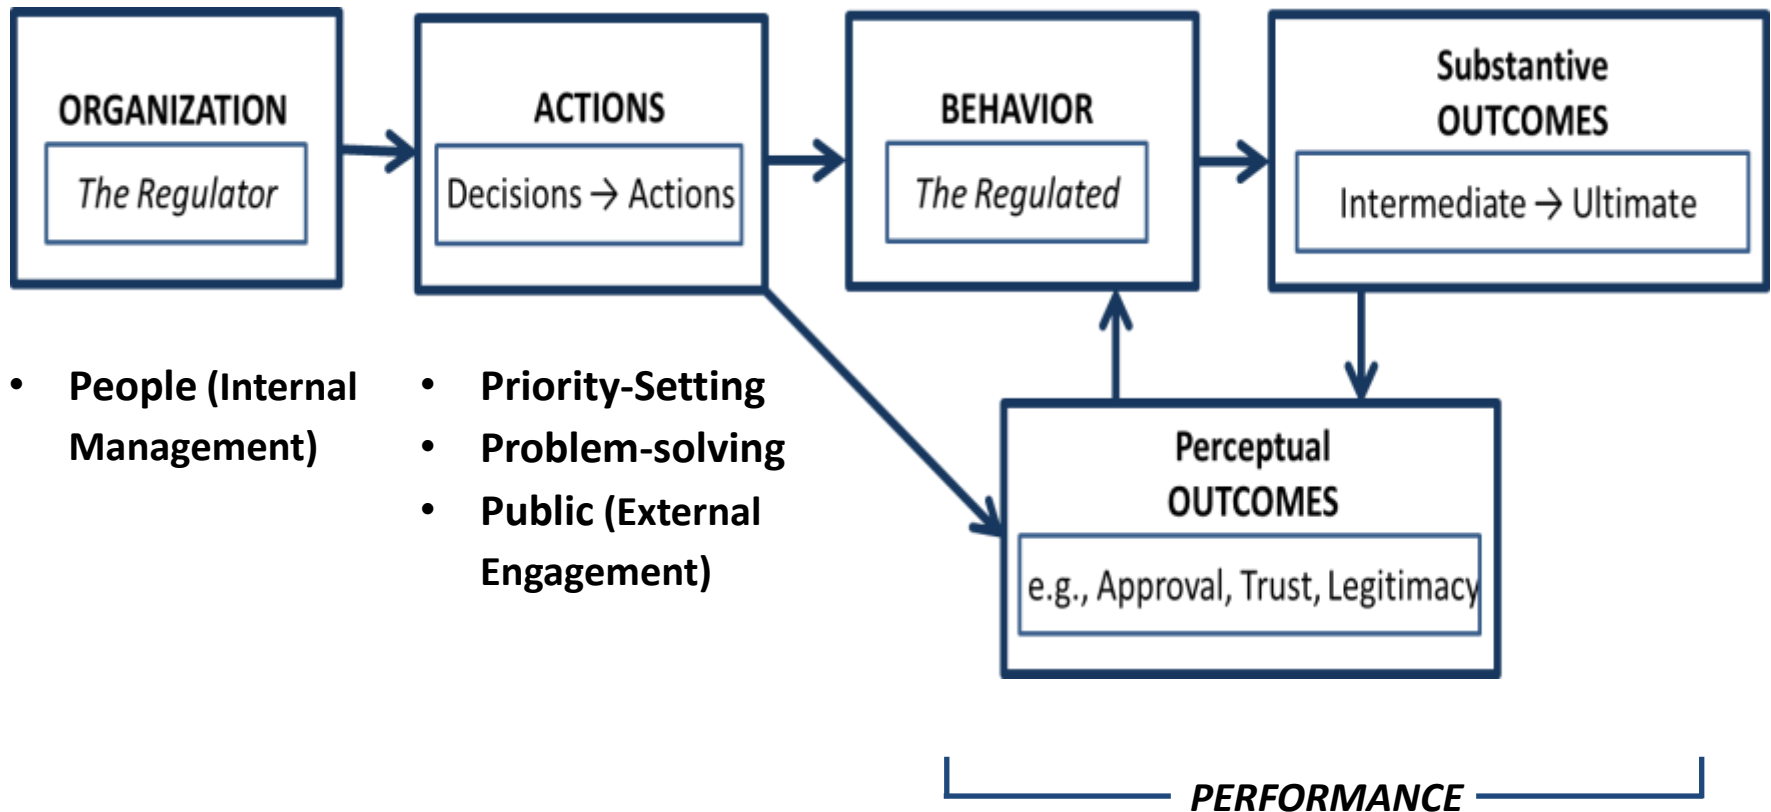 ORGANIZATION
The Regulator
ACTIONS
Decisions → Actions
BEHAVIOR
The Regulated
Substantive
OUTCOMES
Intermediate → Ultimate
• People (Internal
Management)
• Priority-Setting
• Problem-solving
• Public (External
Engagement)
Perceptual
OUTCOMES
e.g., Approval, Trust, Legitimacy
PERFORMANCE